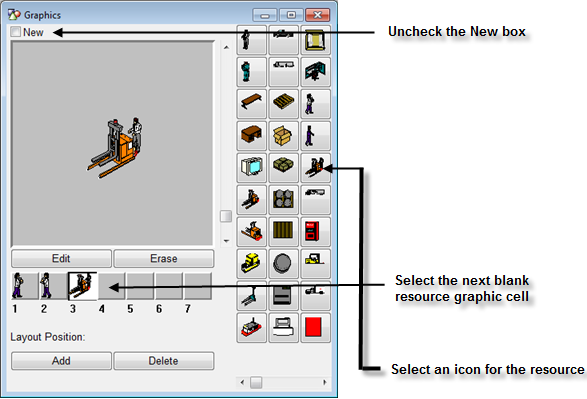 Graphics
New
Uncheck the New box
Edit
Erase
Select the next blank
resource graphic cell
1 2 3 4 5 6 7
Layout Position:
Select an icon for the resource
Add
Delete